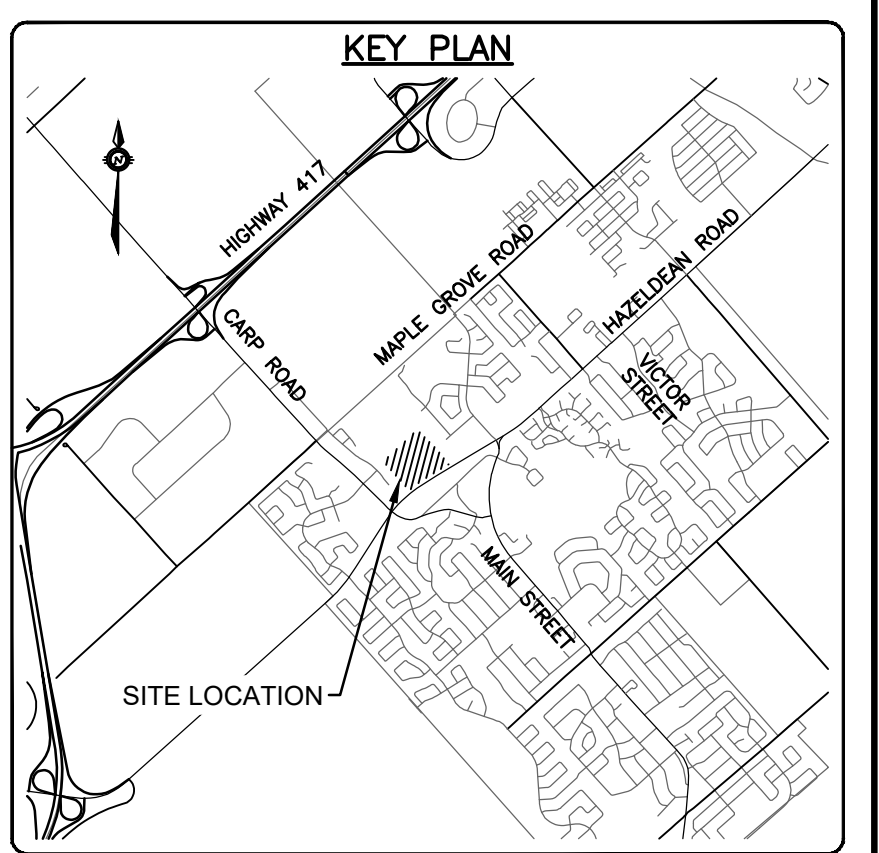 KEY PLAN
N
HIGHWAY 417
MAPLE GROVE ROAD
HAZELDEAN ROAD
CARP ROAD
VICTOR
STREET
MAIN STREET
SITE LOCATION